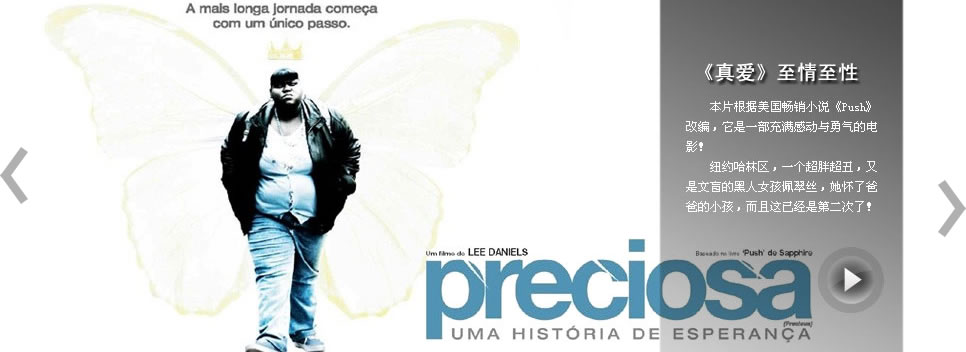 A mais longa jornada começa
com um único passo.
《真爱》至情至性
本片根据美国畅销小说《Push》
改编，它是一部充满感动与勇气的电
影！
纽约哈林区，一个超胖超丑，又
是文盲的黑人女孩佩翠丝，她怀了爸
爸的小孩，而且这已经是第二次了！
Um filme de LEE DANIELS
Baseado no livro 'Push' de Sapphire
preciosa
(Precious)
UMA HISTÓRIA DE ESPERANÇA